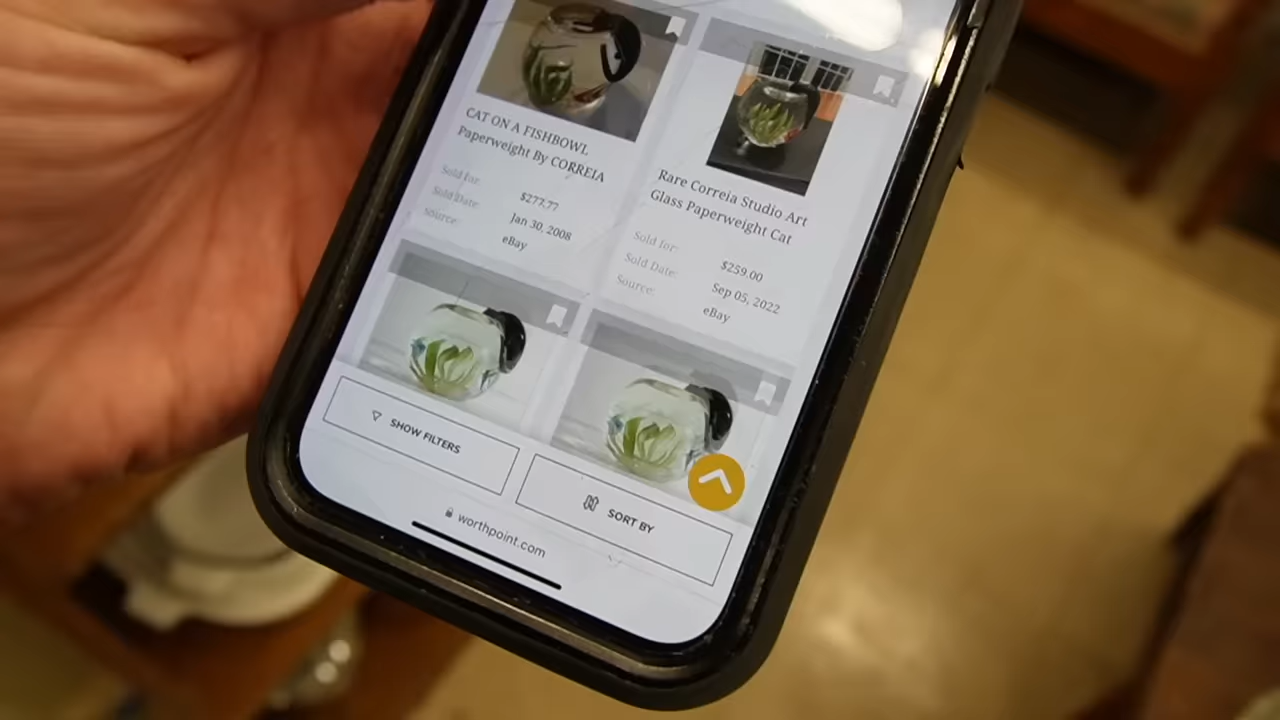 CAT ON A FISHBOWL
Paperweight By CORREIA
Sold for: $277.77
Sold Date: Jan 30, 2008
Source: eBay
Rare Correia Studio Art
Glass Paperweight Cat
Sold for: $259.00
Sold Date: Sep 05, 2022
Source: eBay
SHOW FILTERS
SORT BY
worthpoint.com